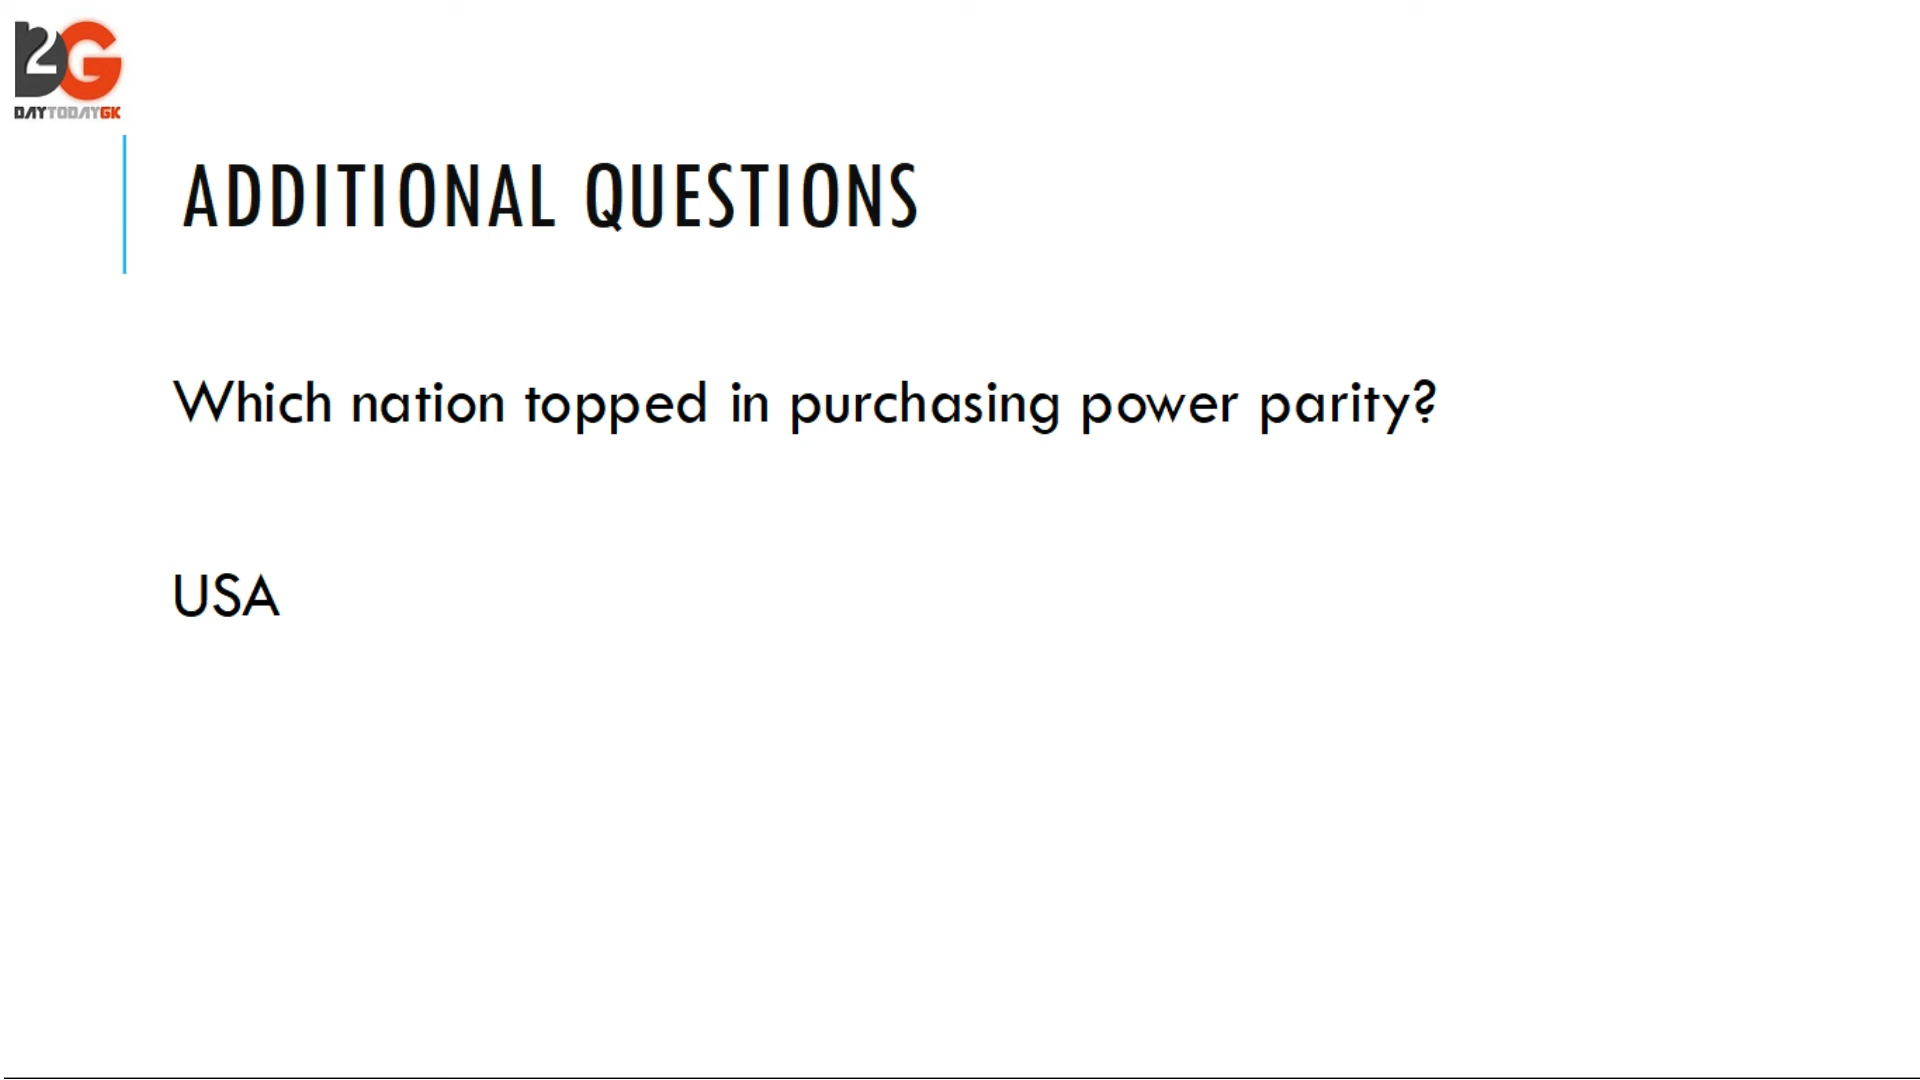 2G
DAYTODAYGK
ADDITIONAL QUESTIONS
Which nation topped in purchasing power parity?
USA